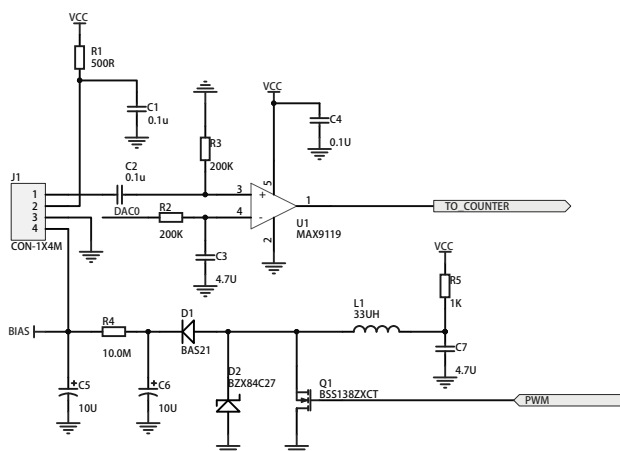 VCC
R1
500R
C1
0.1u
VCC
C4
0.1U
R3
200K
J1
1
2
3
4
CON-1X4M
C2
0.1u
DAC0
R2
200K
C3
4.7U
3
4
+
-
5
2
1
U1
MAX9119
TO_COUNTER
VCC
R5
1K
L1
33UH
C7
4.7U
BIAS
R4
10.0M
D1
BAS21
D2
BZX84C27
Q1
BSS138ZXCT
PWM
+
C5
10U
+
C6
10U